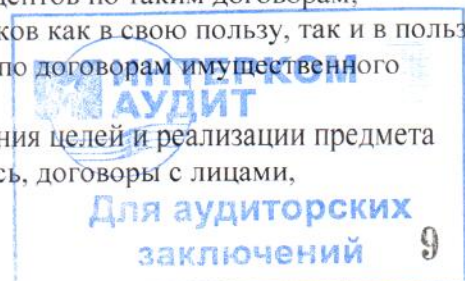 центов по таким договорам;
ков как в свою пользу, так и в польз
по договорам имущественного
ИНТЕРКОМ
АУДИТ
ния целей и реализации предмета
сь, договоры с лицами,
Для аудиторских
заключений
9